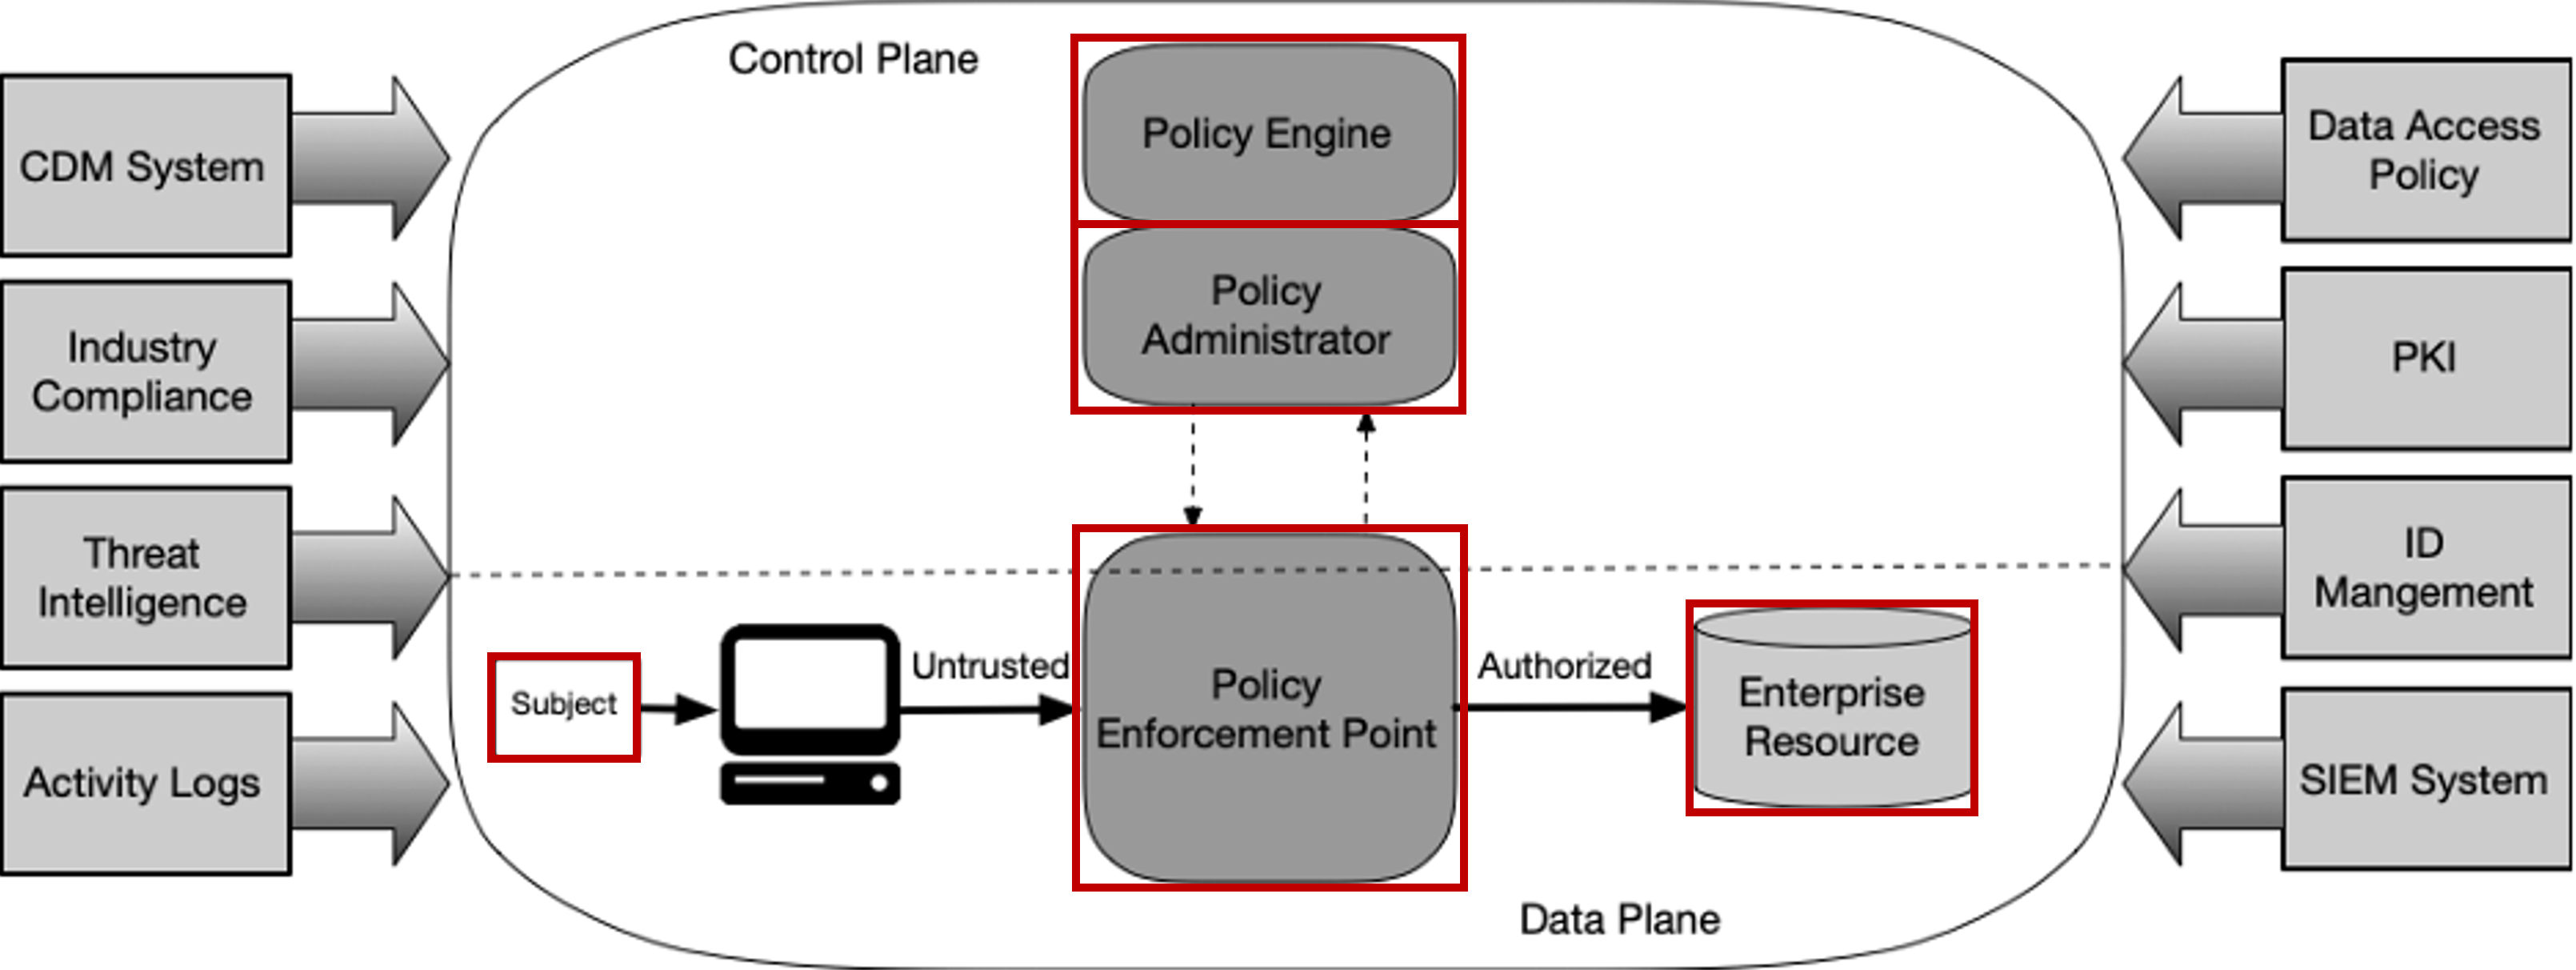 Control Plane
CDM System
Industry
Compliance
Threat
Intelligence
Activity Logs
Policy Engine
Policy
Administrator
Subject
Untrusted
Policy
Enforcement Point
Authorized
Enterprise
Resource
Data Plane
Data Access
Policy
PKI
ID
Mangement
SIEM System